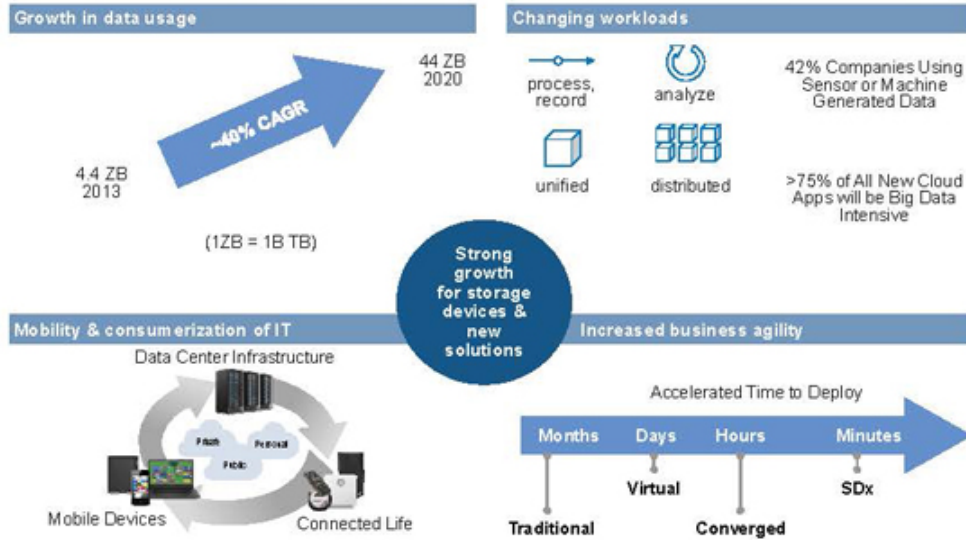 Growth in data usage
44 ZB
2020
~40% CAGR
4.4 ZB
2013
(1ZB = 1B TB)
Changing workloads
process,
record
analyze
unified
distributed
42% Companies Using
Sensor or Machine
Generated Data
>75% of All New Cloud
Apps will be Big Data
Intensive
Strong
growth
for storage
devices &
new
solutions
Mobility & consumerization of IT
Data Center Infrastructure
Private
Personal
Public
Mobile Devices
Connected Life
Increased business agility
Accelerated Time to Deploy
Months Days Hours Minutes
Virtual SDx
Traditional Converged